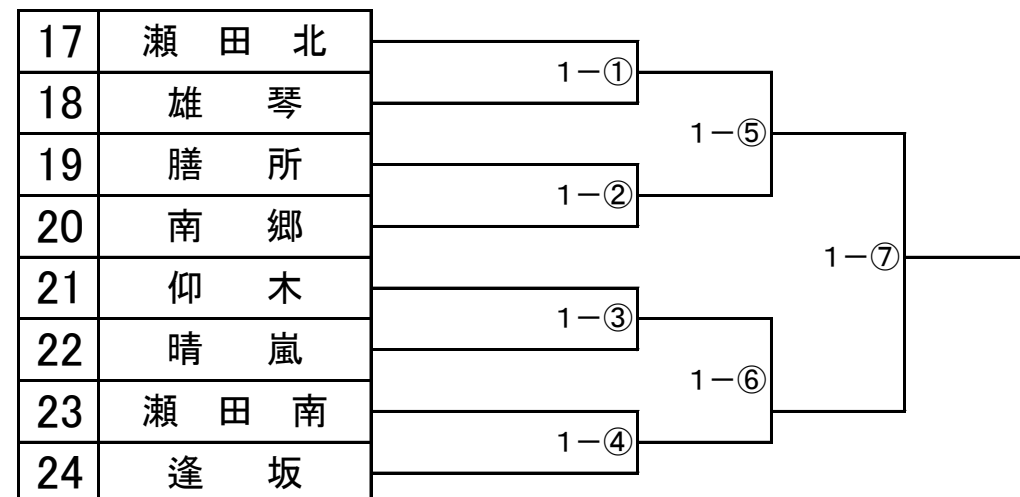 17 瀬田北
18 雄琴
19 膳所
20 南郷
21 仰木
22 晴嵐
23 瀬田南
24 逢坂
1－①
1－②
1－③
1－④
1－⑤
1－⑥
1－⑦